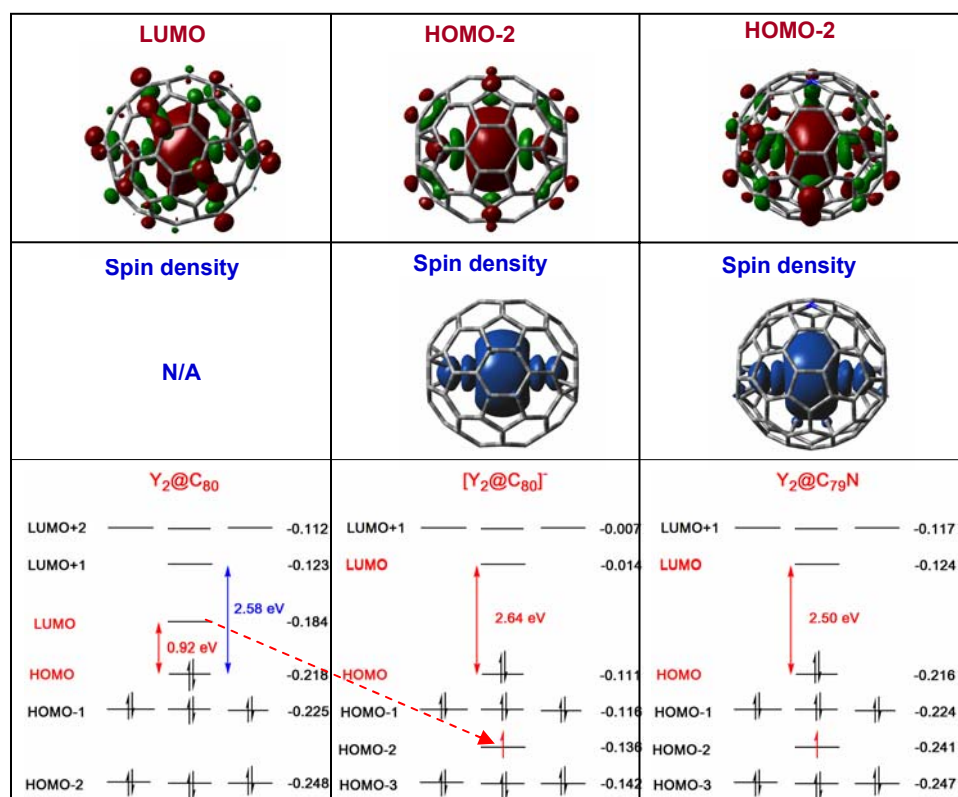 LUMO
HOMO-2
HOMO-2
Spin density
Spin density
Spin density
N/A
Y2@C80
LUMO+2 -0.112
LUMO+1 -0.123
2.58 eV
LUMO -0.184
0.92 eV
HOMO -0.218
HOMO-1 -0.225
HOMO-2 -0.248
[Y2@C80]-
LUMO+1 -0.007
LUMO -0.014
2.64 eV
HOMO -0.111
HOMO-1 -0.116
HOMO-2 -0.136
HOMO-3 -0.142
Y2@C79N
LUMO+1 -0.117
LUMO -0.124
2.50 eV
HOMO -0.216
HOMO-1 -0.224
HOMO-2 -0.241
HOMO-3 -0.247